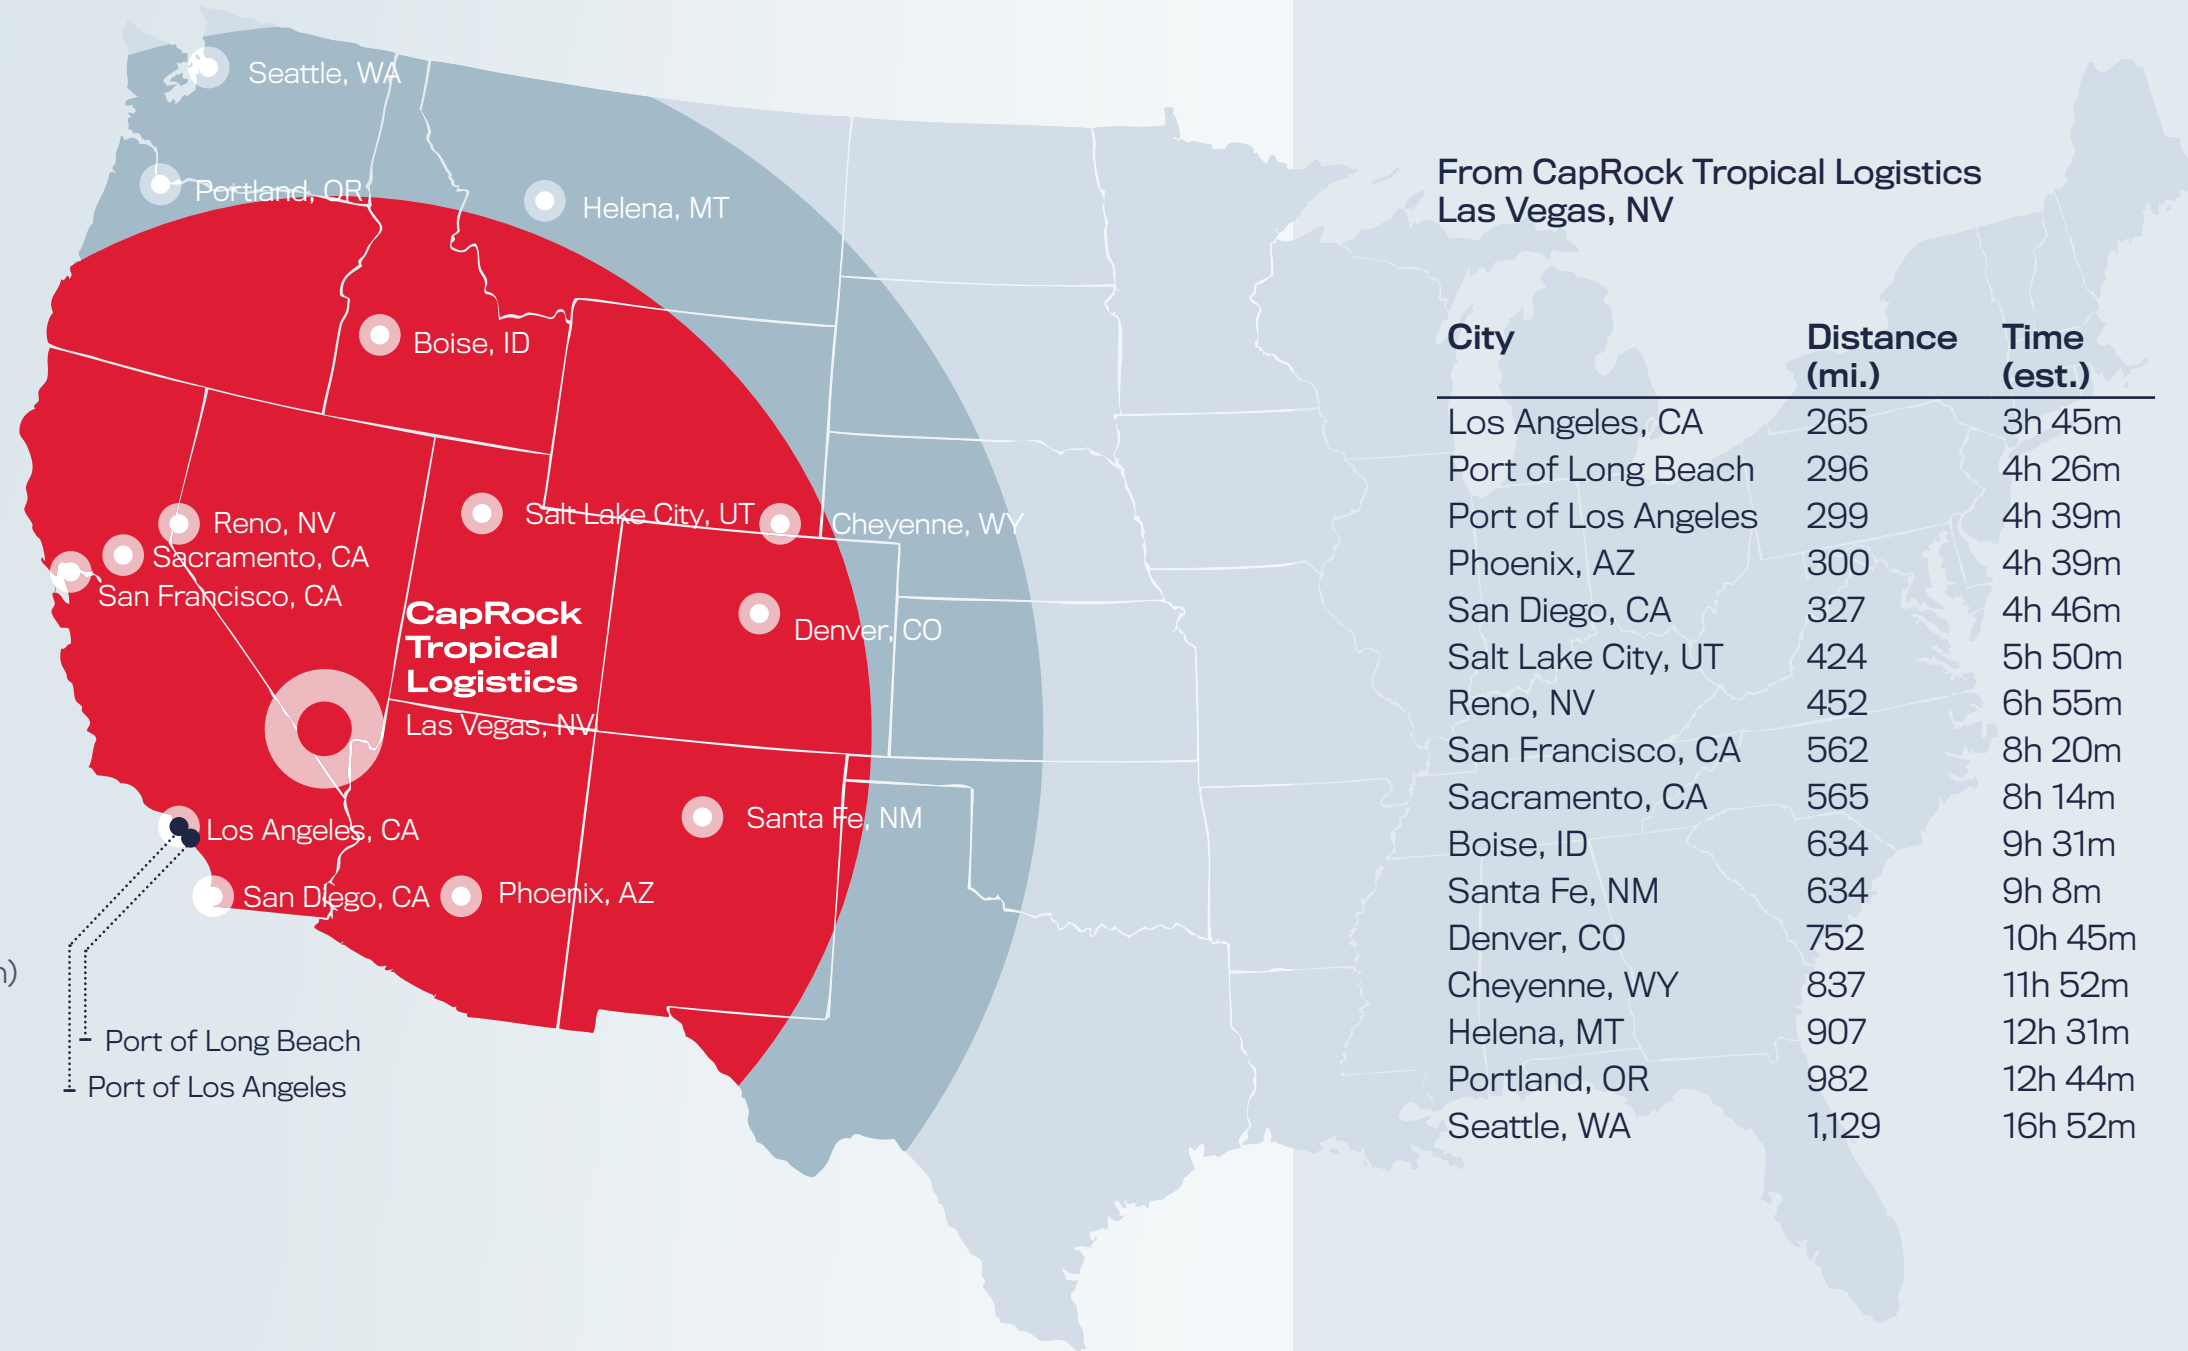 Seattle, WA
Portland, OR
Helena, MT
Boise, ID
Reno, NV
Salt Lake City, UT
Cheyenne, WY
Sacramento, CA
San Francisco, CA
CapRock
Tropical
Logistics
Las Vegas, NV
Denver, CO
Santa Fe, NM
Los Angeles, CA
San Diego, CA
Phoenix, AZ
Port of Long Beach
Port of Los Angeles
From CapRock Tropical Logistics
Las Vegas, NV
City Distance Time
(mi.) (est.)
Los Angeles, CA 265 3h 45m
Port of Long Beach 296 4h 26m
Port of Los Angeles 299 4h 39m
Phoenix, AZ 300 4h 39m
San Diego, CA 327 4h 46m
Salt Lake City, UT 424 5h 50m
Reno, NV 452 6h 55m
San Francisco, CA 562 8h 20m
Sacramento, CA 565 8h 14m
Boise, ID 634 9h 31m
Santa Fe, NM 634 9h 8m
Denver, CO 752 10h 45m
Cheyenne, WY 837 11h 52m
Helena, MT 907 12h 31m
Portland, OR 982 12h 44m
Seattle, WA 1,129 16h 52m